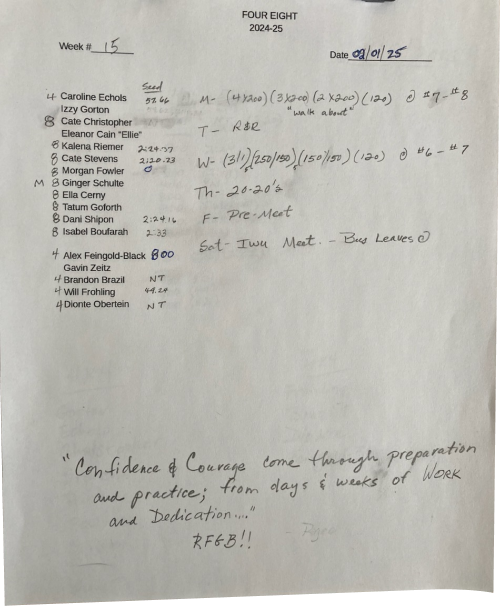 FOUR EIGHT
2024-25
Week # 15
Date 02/01/25
Seed
4 Caroline Echols 57.66
Izzy Gorton
8 Cate Christopher
Eleanor Cain "Ellie"
8 Kalena Riemer 2:24.37
8 Cate Stevens 2:20.23
8 Morgan Fowler 0
M 8 Ginger Schulte
8 Ella Cerny
8 Tatum Goforth
8 Dani Shipon 2:24.16
8 Isabel Boufarah 2:33
4 Alex Feingold-Black 800
Gavin Zeitz
4 Brandon Brazil NT
4 Will Frohling 49.24
4 Dionte Obertein NT
M- (4x200)(3x200)(2x200)(120) @ #7-#8
"walk about"
T- R&R
W- (3/1)(250/150)(150/150)(120) @ #6-#7
Th- 20-20's
F- Pre-Meet
Sat- Iwu Meet. - Bus Leaves @
"Confidence & Courage come through preparation
and practice; from days & weeks of WORK
and Dedication..."
RFGB!!